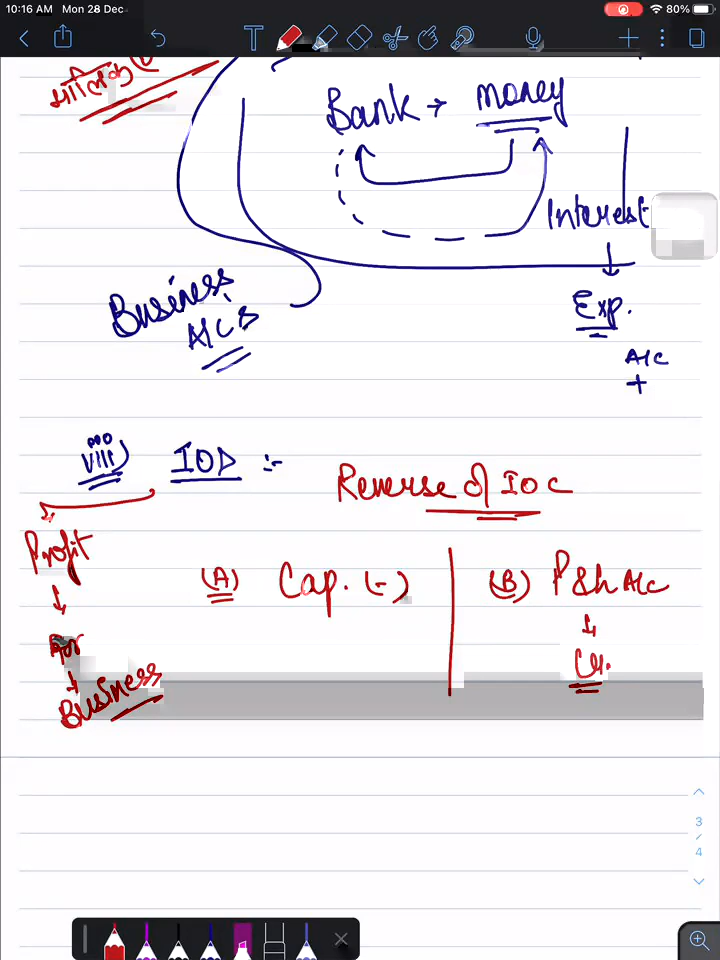 10:16 AM Mon 28 Dec
80%
T
Bank → money
Interest
Exp.
A/C
+
Business
A/C's
viii) IOD :-
Reverse of IOC
Profit
(A) Cap. (-)
(B) P&L A/c
↓
Cr.
for
↓
Business
3
/
4